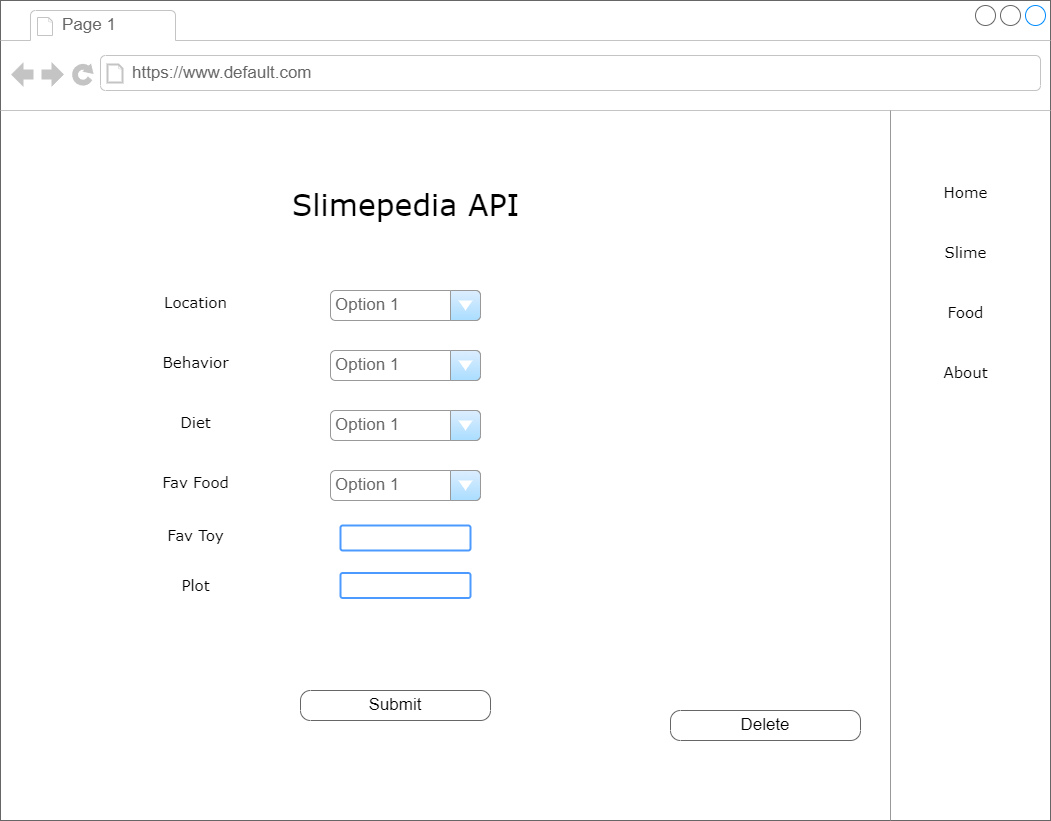 Page 1
https://www.default.com
Slimepedia API
Location Option 1
Behavior Option 1
Diet Option 1
Fav Food Option 1
Fav Toy
Plot
Submit
Delete
Home
Slime
Food
About